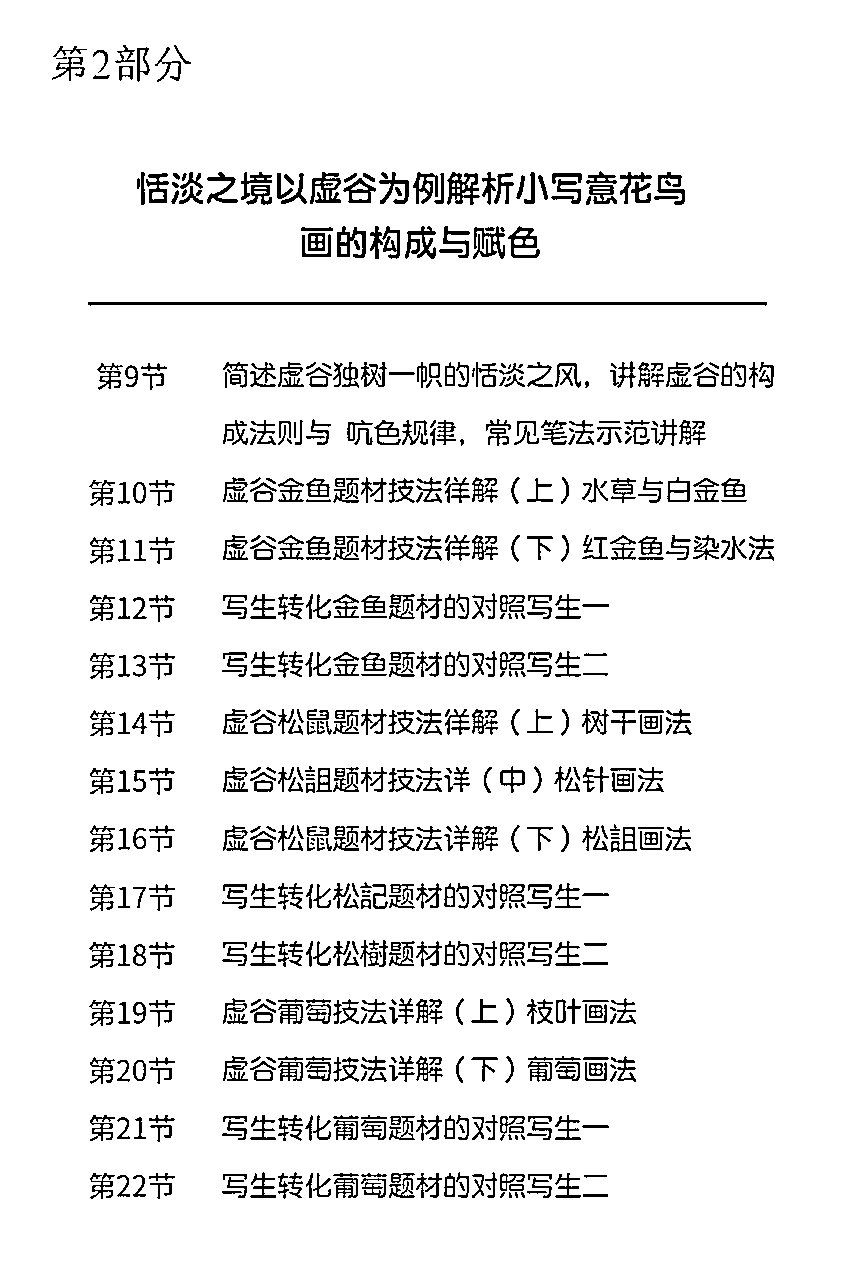 第2部分
恬淡之境以虚谷为例解析小写意花鸟
画的构成与赋色
第9节 简述虚谷独树一帜的恬淡之风，讲解虚谷的构
成法则与 吭色规律，常见笔法示范讲解
第10节 虚谷金鱼题材技法徉解（上）水草与白金鱼
第11节 虚谷金鱼题材技法徉解（下）红金鱼与染水法
第12节 写生转化金鱼题材的对照写生一
第13节 写生转化金鱼题材的对照写生二
第14节 虚谷松鼠题材技法徉解（上）树干画法
第15节 虚谷松詛题材技法详（中）松针画法
第16节 虚谷松鼠题材技法详解（下）松詛画法
第17节 写生转化松記题材的对照写生一
第18节 写生转化松樹题材的对照写生二
第19节 虚谷葡萄技法详解（上）枝叶画法
第20节 虚谷葡萄技法详解（下）葡萄画法
第21节 写生转化葡萄题材的对照写生一
第22节 写生转化葡萄题材的对照写生二